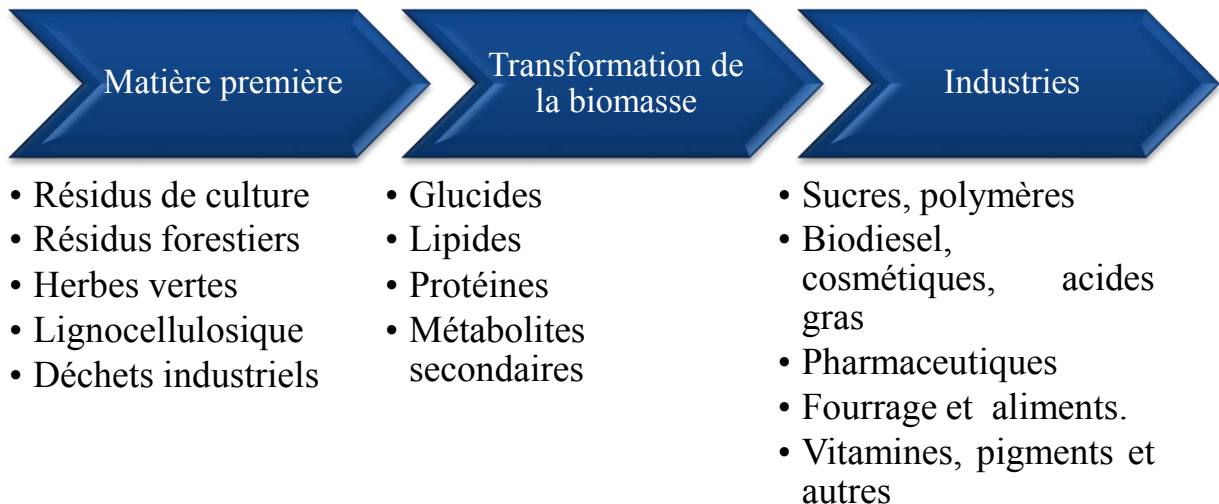 Matière première
Transformation de
la biomasse
Industries
• Résidus de culture
• Résidus forestiers
• Herbes vertes
• Lignocellulosique
• Déchets industriels
• Glucides
• Lipides
• Protéines
• Métabolites
secondaires
• Sucres, polymères
• Biodiesel,
cosmétiques, acides
gras
• Pharmaceutiques
• Fourrage et aliments.
• Vitamines, pigments et
autres